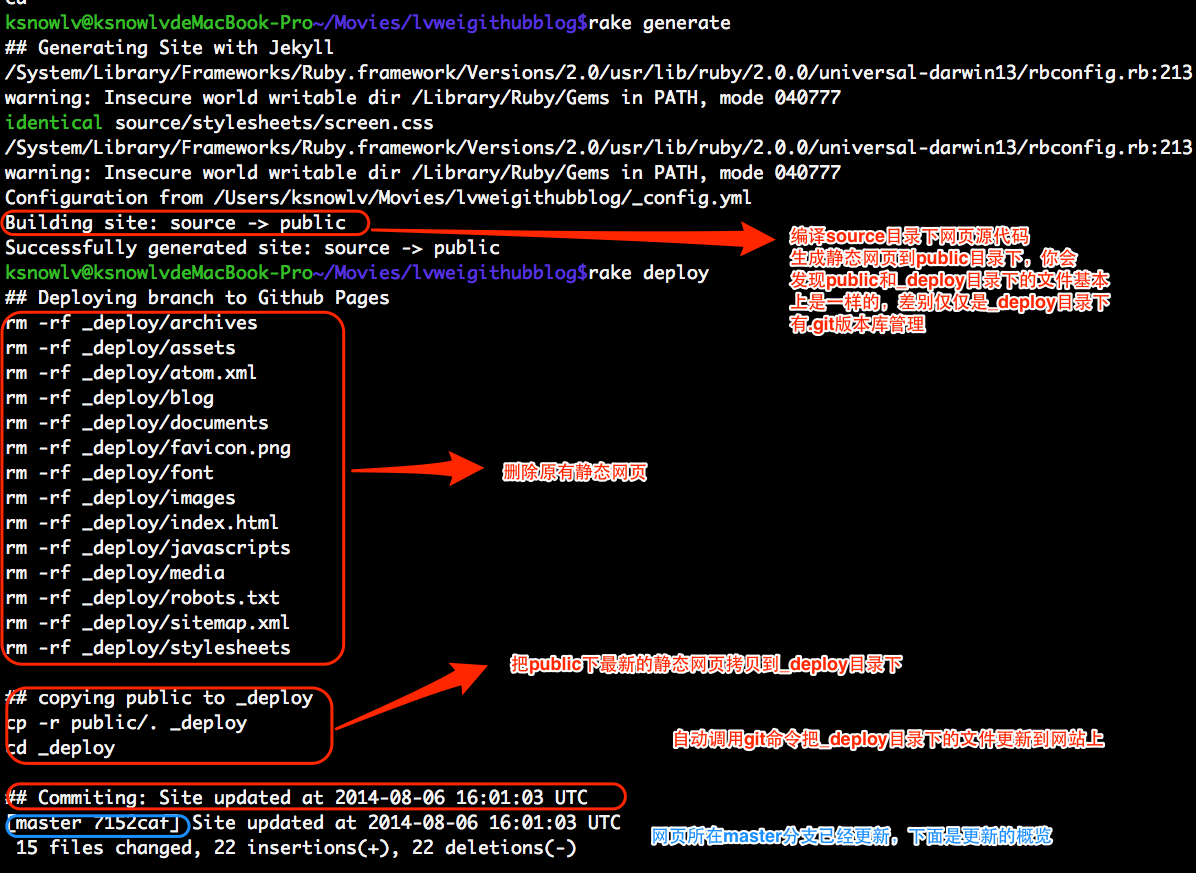 cd
ksnowlv@ksnowlvdeMacBook-Pro~/Movies/lvweigithubblog$rake generate
## Generating Site with Jekyll
/System/Library/Frameworks/Ruby.framework/Versions/2.0/usr/lib/ruby/2.0.0/universal-darwin13/rbconfig.rb:213
warning: Insecure world writable dir /Library/Ruby/Gems in PATH, mode 040777
identical source/stylesheets/screen.css
/System/Library/Frameworks/Ruby.framework/Versions/2.0/usr/lib/ruby/2.0.0/universal-darwin13/rbconfig.rb:213
warning: Insecure world writable dir /Library/Ruby/Gems in PATH, mode 040777
Configuration from /Users/ksnowlv/Movies/lvweigithubblog/_config.yml
Building site: source -> public
编译source目录下网页源代码
生成静态网页到public目录下，你会
发现public和_deploy目录下的文件基本
上是一样的，差别仅仅是_deploy目录下
有.git版本库管理
Successfully generated site: source -> public
ksnowlv@ksnowlvdeMacBook-Pro~/Movies/lvweigithubblog$rake deploy
## Deploying branch to Github Pages
rm -rf _deploy/archives
rm -rf _deploy/assets
rm -rf _deploy/atom.xml
rm -rf _deploy/blog
rm -rf _deploy/documents
rm -rf _deploy/favicon.png
rm -rf _deploy/font
rm -rf _deploy/images
rm -rf _deploy/index.html
rm -rf _deploy/javascripts
rm -rf _deploy/media
rm -rf _deploy/robots.txt
rm -rf _deploy/sitemap.xml
rm -rf _deploy/stylesheets
删除原有静态网页
## copying public to _deploy
cp -r public/. _deploy
cd _deploy
把public下最新的静态网页拷贝到_deploy目录下
自动调用git命令把_deploy目录下的文件更新到网站上
## Commiting: Site updated at 2014-08-06 16:01:03 UTC
[master 7152caf] Site updated at 2014-08-06 16:01:03 UTC
15 files changed, 22 insertions(+), 22 deletions(-)
网页所在master分支已经更新，下面是更新的概览